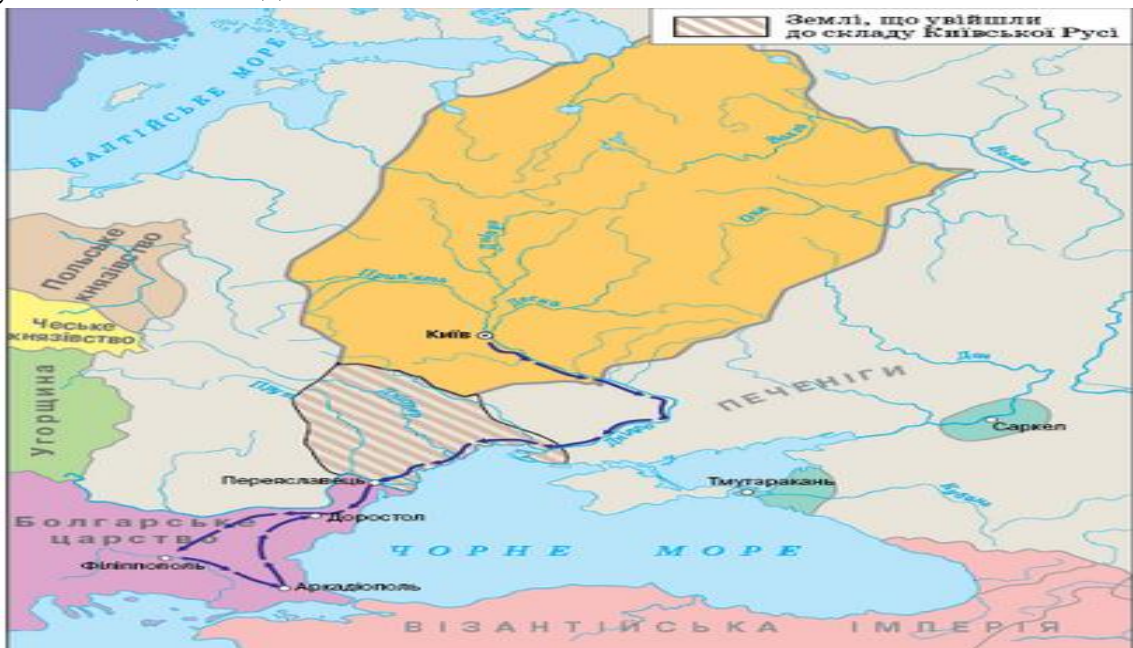 Землі, що увійшли
до складу Київської Русі
БАЛТІЙСЬКЕ МОРЕ
Волга
Ока
Дніпро
Прип'ять
Десна
Київ
Польське
князівство
Чеське
князівство
Угорщина
Дон
ПЕЧЕНІГИ
Саркел
Дніпро
Переяславець
Тмутаракань
Кубань
Болгарське
царство
Доростол
Філіппополь
Аркадіополь
ЧОРНЕ МОРЕ
ВІЗАНТІЙСЬКА ІМПЕРІЯ